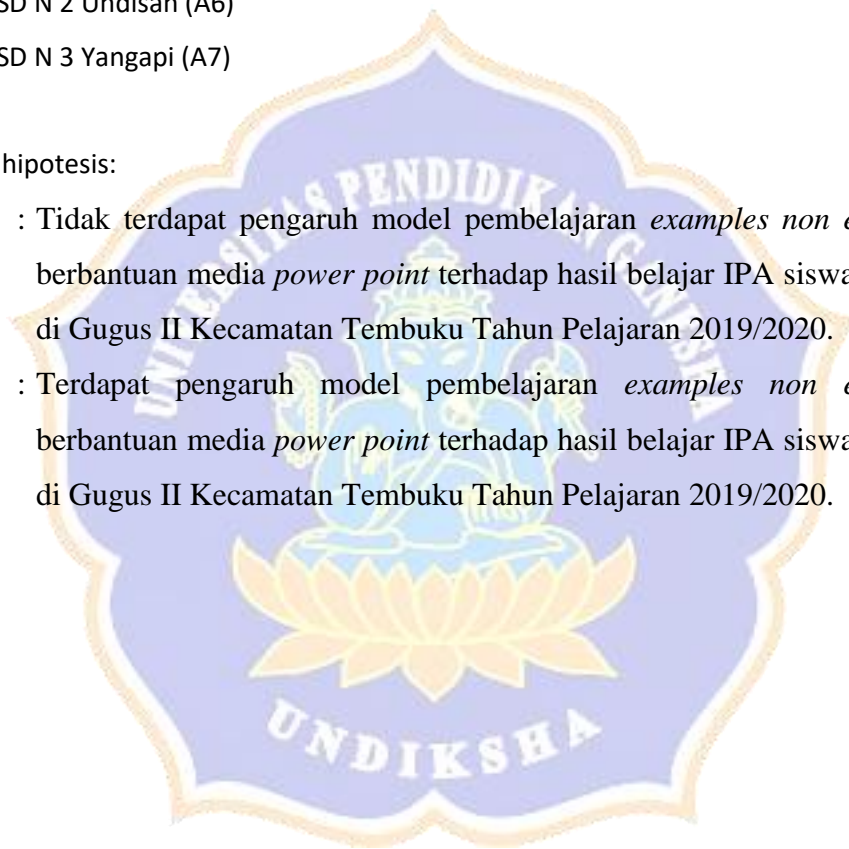 SD N 2 Undisan (A6)
SD N 3 Yangapi (A7)
hipotesis:
: Tidak terdapat pengaruh model pembelajaran examples non
berbantuan media power point terhadap hasil belajar IPA siswa
di Gugus II Kecamatan Tembuku Tahun Pelajaran 2019/2020.
: Terdapat pengaruh model pembelajaran examples non
berbantuan media power point terhadap hasil belajar IPA siswa
di Gugus II Kecamatan Tembuku Tahun Pelajaran 2019/2020.
UNIVERSITAS PENDIDIKAN GANESHA
UNDIKSHA